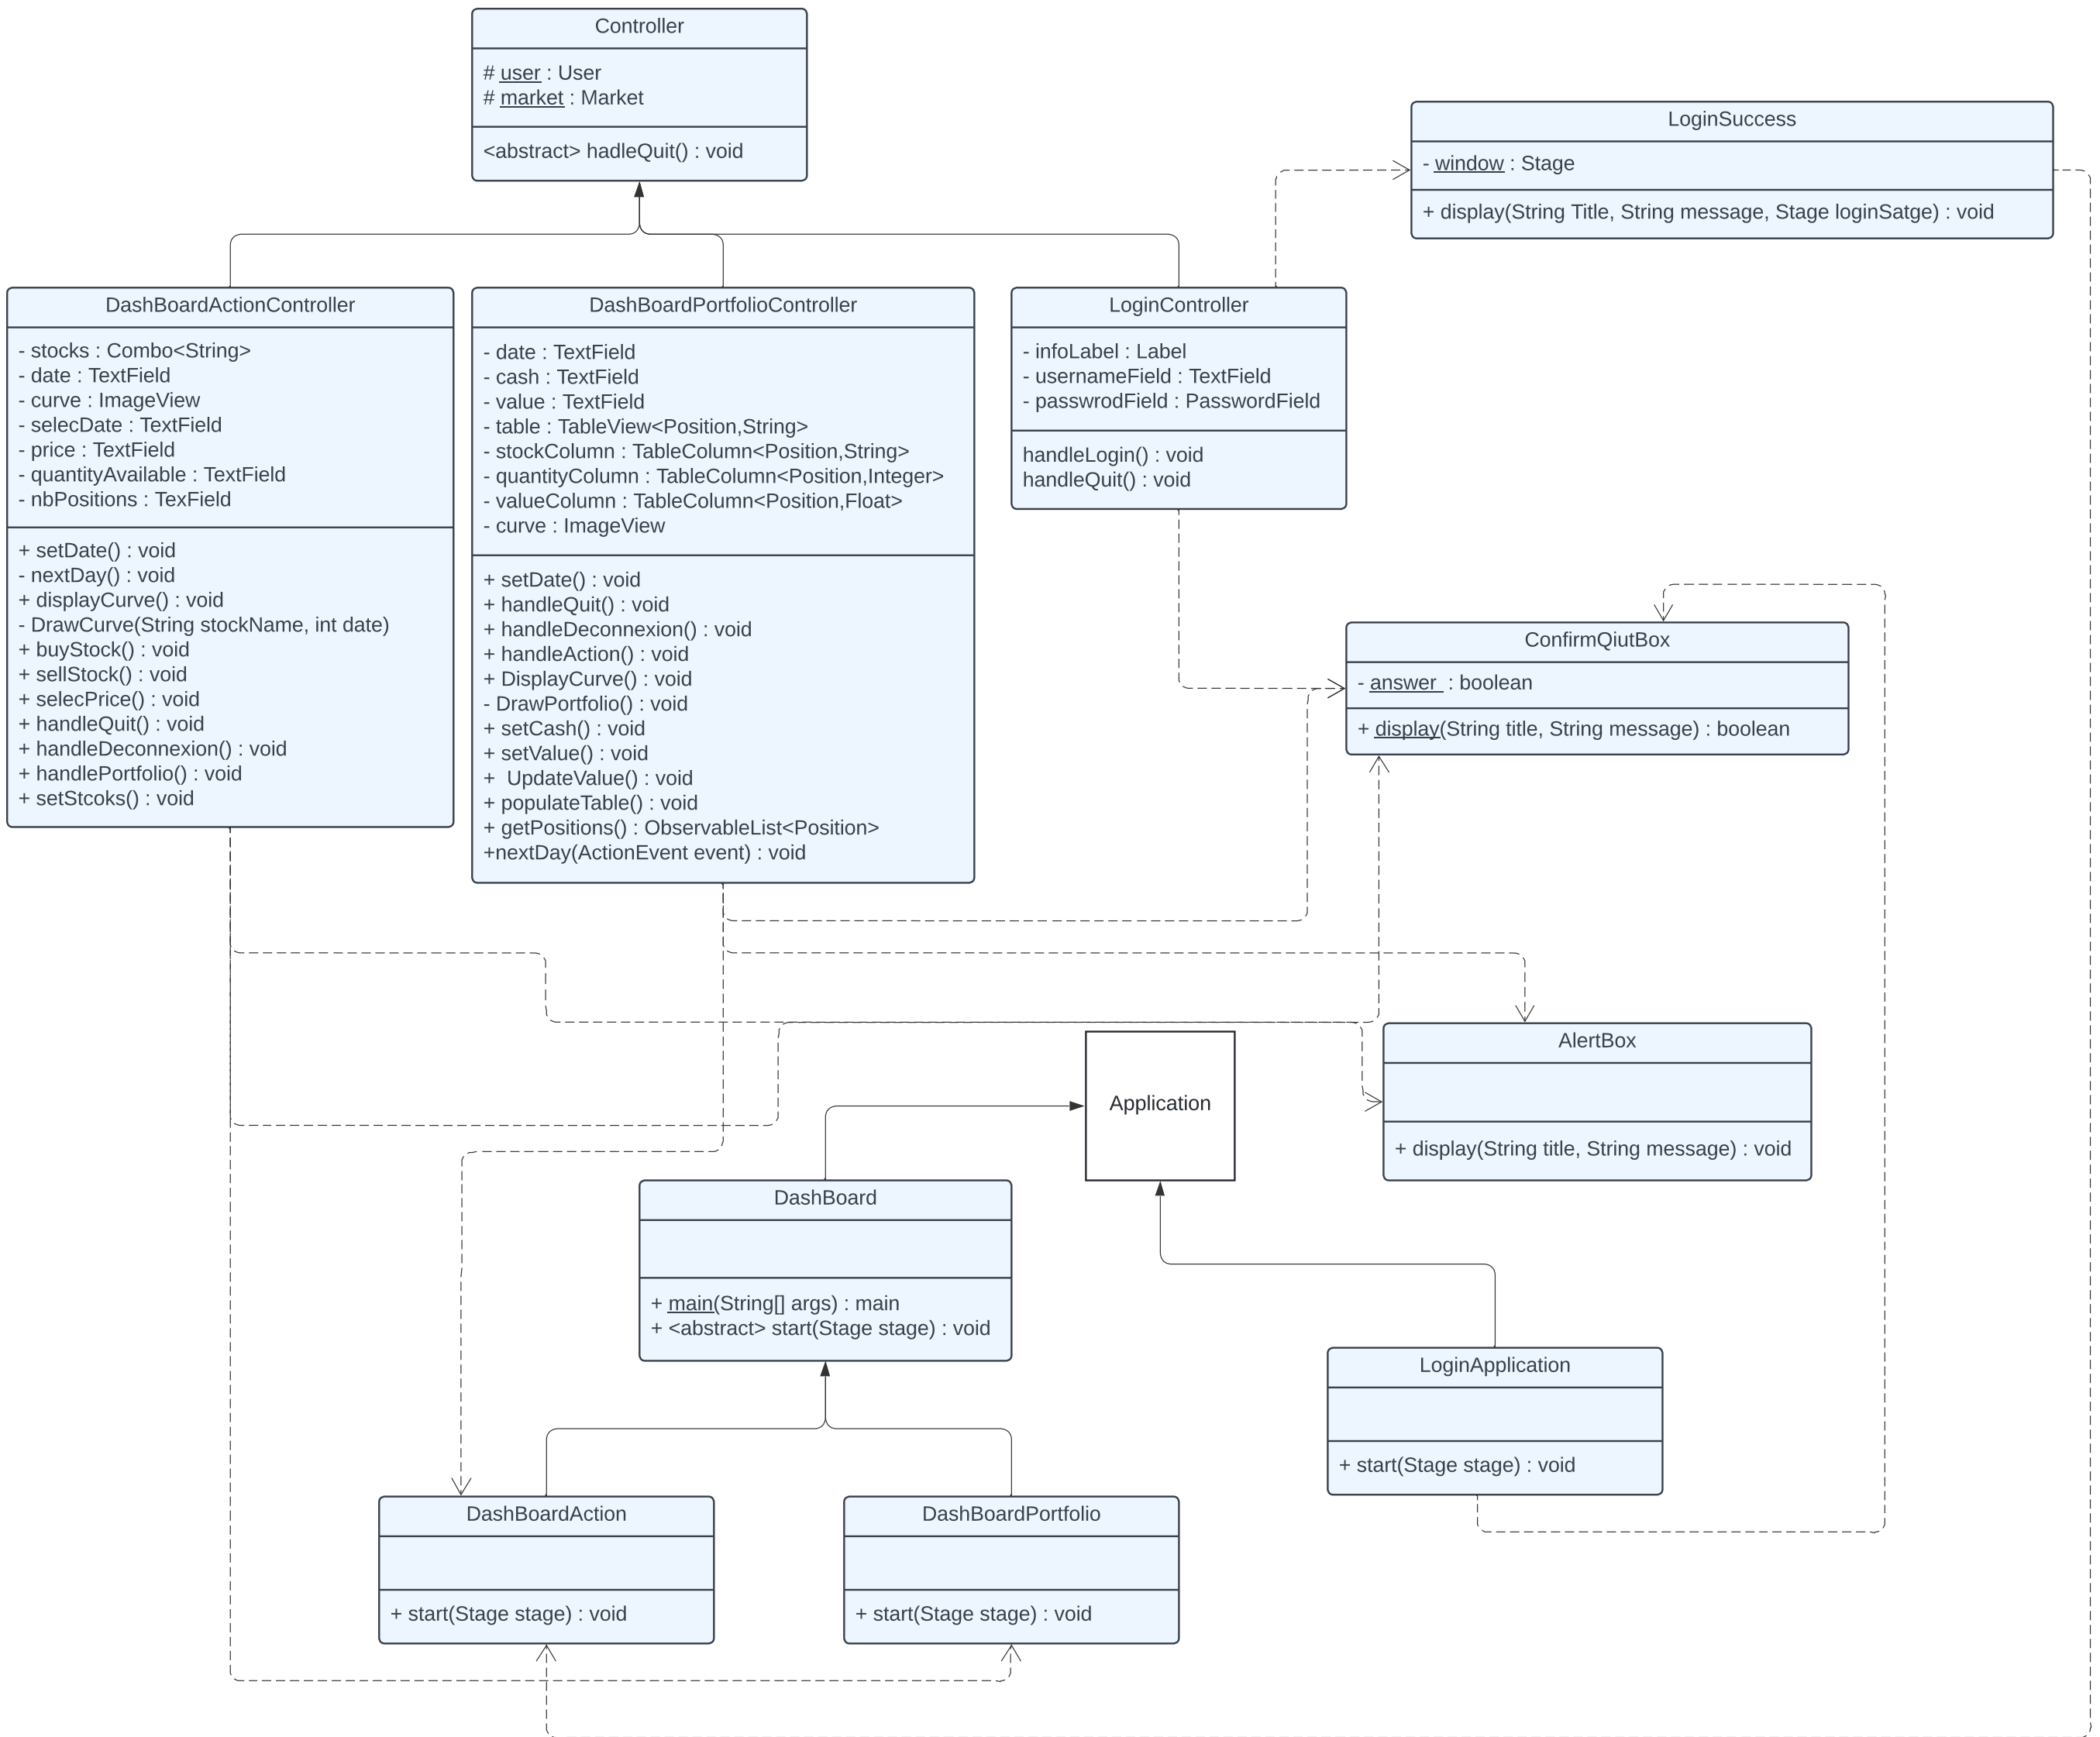 Controller
# user : User
# market : Market
<abstract> hadleQuit() : void
LoginSuccess
- window : Stage
+ display(String Title, String message, Stage loginSatge) : void
DashBoardActionController
- stocks : Combo<String>
- date : TextField
- curve : ImageView
- selecDate : TextField
- price : TextField
- quantityAvailable : TextField
- nbPositions : TexField
+ setDate() : void
- nextDay() : void
+ displayCurve() : void
- DrawCurve(String stockName, int date)
+ buyStock() : void
+ sellStock() : void
+ selecPrice() : void
+ handleQuit() : void
+ handleDeconnexion() : void
+ handlePortfolio() : void
+ setStcoks() : void
DashBoardPortfolioController
- date : TextField
- cash : TextField
- value : TextField
- table : TableView<Position,String>
- stockColumn : TableColumn<Position,String>
- quantityColumn : TableColumn<Position,Integer>
- valueColumn : TableColumn<Position,Float>
- curve : ImageView
+ setDate() : void
+ handleQuit() : void
+ handleDeconnexion() : void
+ handleAction() : void
+ DisplayCurve() : void
- DrawPortfolio() : void
+ setCash() : void
+ setValue() : void
+  UpdateValue() : void
+ populateTable() : void
+ getPositions() : ObservableList<Position>
+nextDay(ActionEvent event) : void
LoginController
- infoLabel : Label
- usernameField : TextField
- passwrodField : PasswordField
handleLogin() : void
handleQuit() : void
ConfirmQiutBox
- answer  : boolean
+ display(String title, String message) : boolean
AlertBox
+ display(String title, String message) : void
Application
DashBoard
+ main(String[] args) : main
+ <abstract> start(Stage stage) : void
LoginApplication
+ start(Stage stage) : void
DashBoardAction
+ start(Stage stage) : void
DashBoardPortfolio
+ start(Stage stage) : void